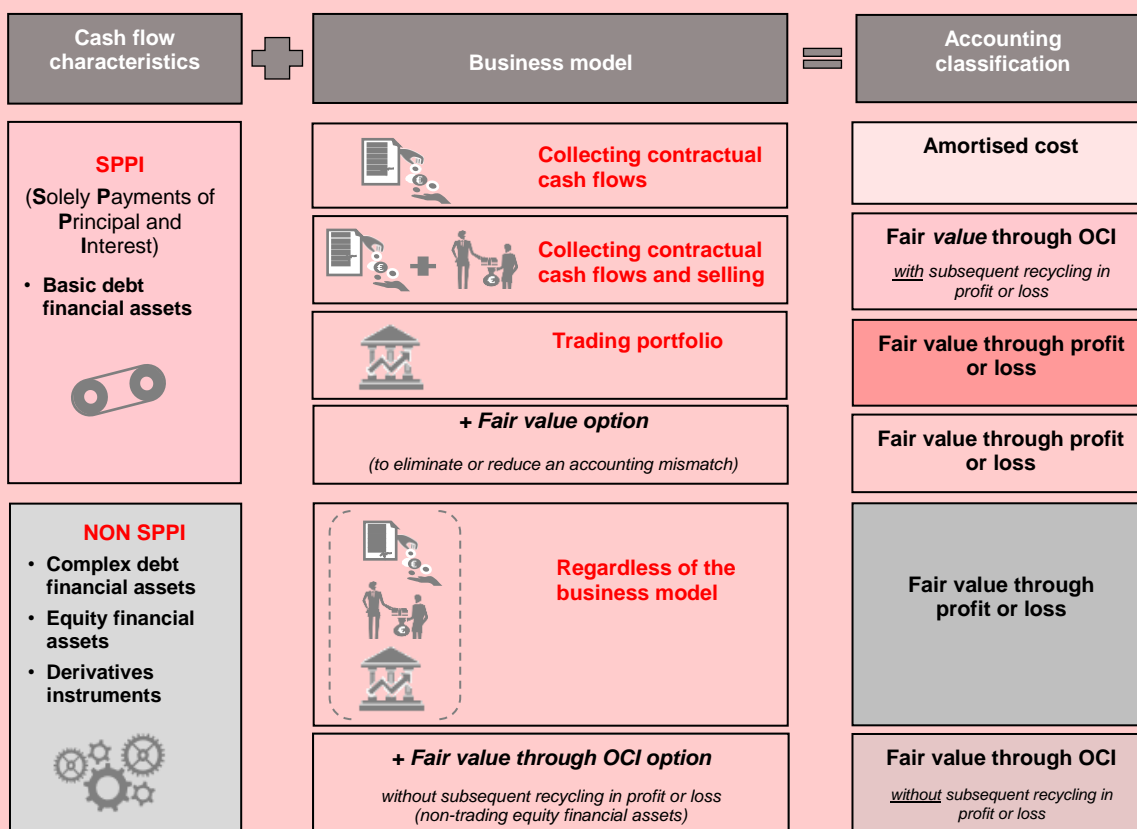 Cash flow
characteristics
Business model
Accounting
classification
SPPI
(Solely Payments of
Principal and
Interest)
• Basic debt
financial assets
Collecting contractual
cash flows
Amortised cost
Collecting contractual
cash flows and selling
Fair value through OCI
with subsequent recycling in
profit or loss
Trading portfolio
Fair value through profit
or loss
+ Fair value option
(to eliminate or reduce an accounting mismatch)
Fair value through profit
or loss
NON SPPI
• Complex debt
financial assets
• Equity financial
assets
• Derivatives
instruments
Regardless of the
business model
Fair value through
profit or loss
+ Fair value through OCI option
without subsequent recycling in profit or loss
(non-trading equity financial assets)
Fair value through OCI
without subsequent recycling in
profit or loss